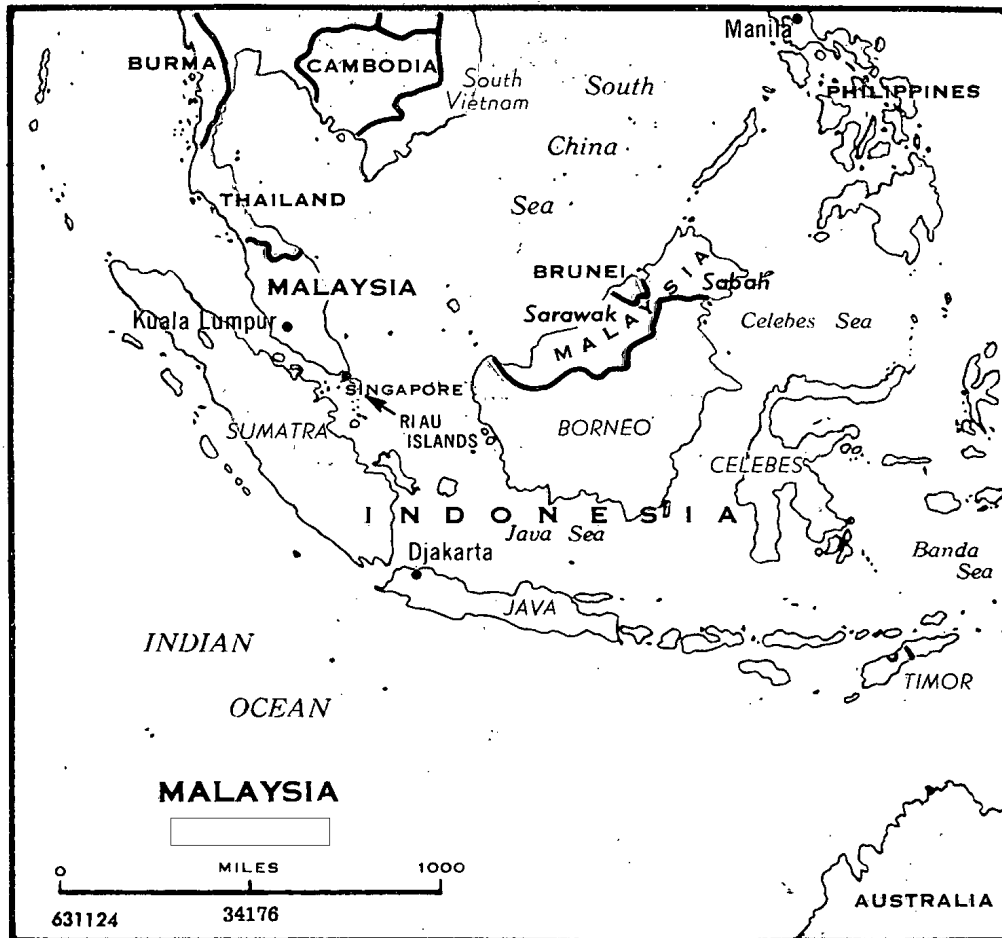 Manila
BURMA
CAMBODIA
South
Vietnam
South
China
Sea
PHILIPPINES
THAILAND
MALAYSIA
BRUNEI
Sabah
Sarawak
MALAYSIA
Kuala Lumpur
Celebes Sea
SINGAPORE
RIAU
ISLANDS
SUMATRA
BORNEO
CELEBES
INDONESIA
Java Sea
Djakarta
Banda
Sea
JAVA
INDIAN
OCEAN
TIMOR
MALAYSIA
0 MILES 1000
AUSTRALIA
631124 34176